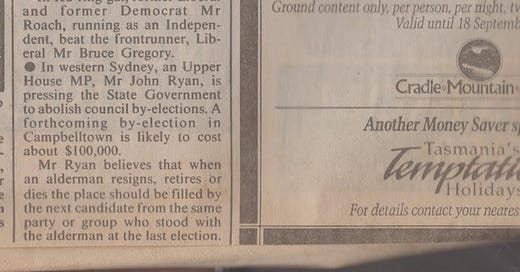 and former Democrat Mr
Roach, running as an Indepen-
dent, beat the frontrunner, Lib-
eral Mr Bruce Gregory.
● In western Sydney, an Upper
House MP, Mr John Ryan, is
pressing the State Government
to abolish council by-elections. A
forthcoming by-election in
Campbelltown is likely to cost
about $100,000.
Mr Ryan believes that when
an alderman resigns, retires or
dies the place should be filled by
the next candidate from the same
party or group who stood with
the alderman at the last election.
Ground content only, per person, per night, tw
Valid until 18 Septem
Cradle Mountain
Another Money Saver s
Tasmania's
Temptati
Holidays
For details contact your neares